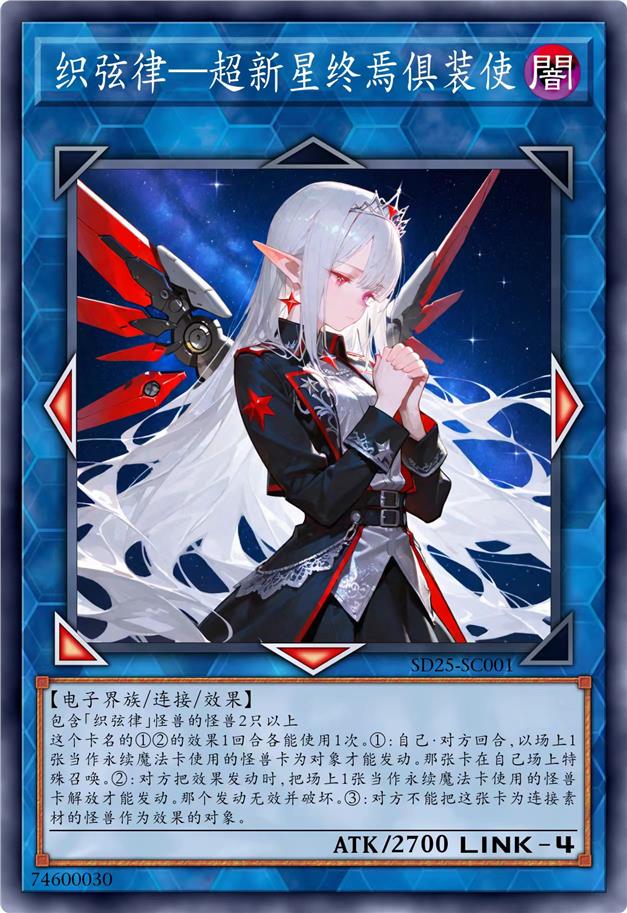 织弦律—超新星终焉俱装使 闇
SD25-SC001
【电子界族/连接/效果】
包含「织弦律」怪兽的怪兽2只以上
这个卡名的①②的效果1回合各能使用1次。①:自己·对方回合,以场上1
张当作永续魔法卡使用的怪兽卡为对象才能发动。那张卡在自己场上特
殊召唤。②:对方把效果发动时,把场上1张当作永续魔法卡使用的怪兽
卡解放才能发动。那个发动无效并破坏。③:对方不能把这张卡为连接素
材的怪兽作为效果的对象。
ATK/2700 LINK-4
74600030